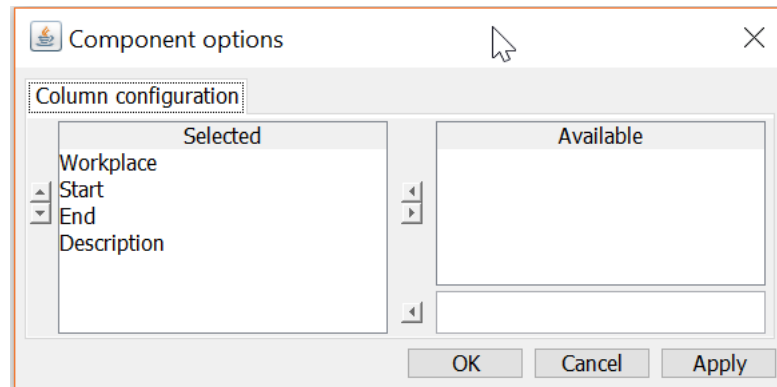 Component options
Column configuration
Selected
Workplace
Start
End
Description
Available
OK
Cancel
Apply